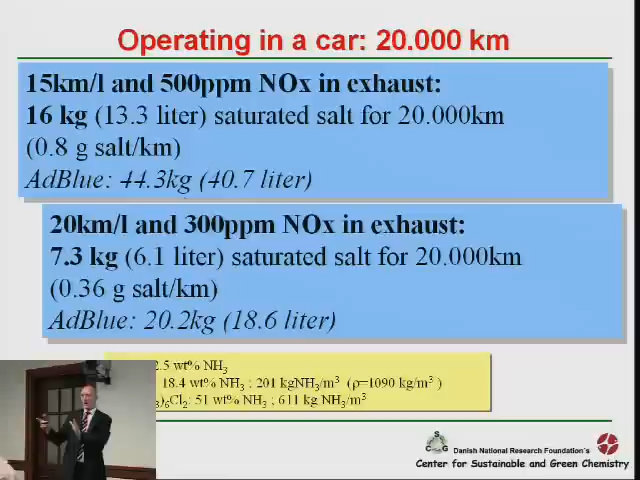 Operating in a car: 20.000 km
15km/l and 500ppm NOx in exhaust:
16 kg (13.3 liter) saturated salt for 20.000km
(0.8 g salt/km)
AdBlue: 44.3kg (40.7 liter)
20km/l and 300ppm NOx in exhaust:
7.3 kg (6.1 liter) saturated salt for 20.000km
(0.36 g salt/km)
AdBlue: 20.2kg (18.6 liter)
2.5 wt% NH₃
18.4 wt% NH₃ ; 201 kgNH₃/m³ (ρ=1090 kg/m³ )
₃)₆Cl₂: 51 wt% NH₃ ; 611 kg NH₃/m³
C S G
Danish National Research Foundation's
Center for Sustainable and Green Chemistry